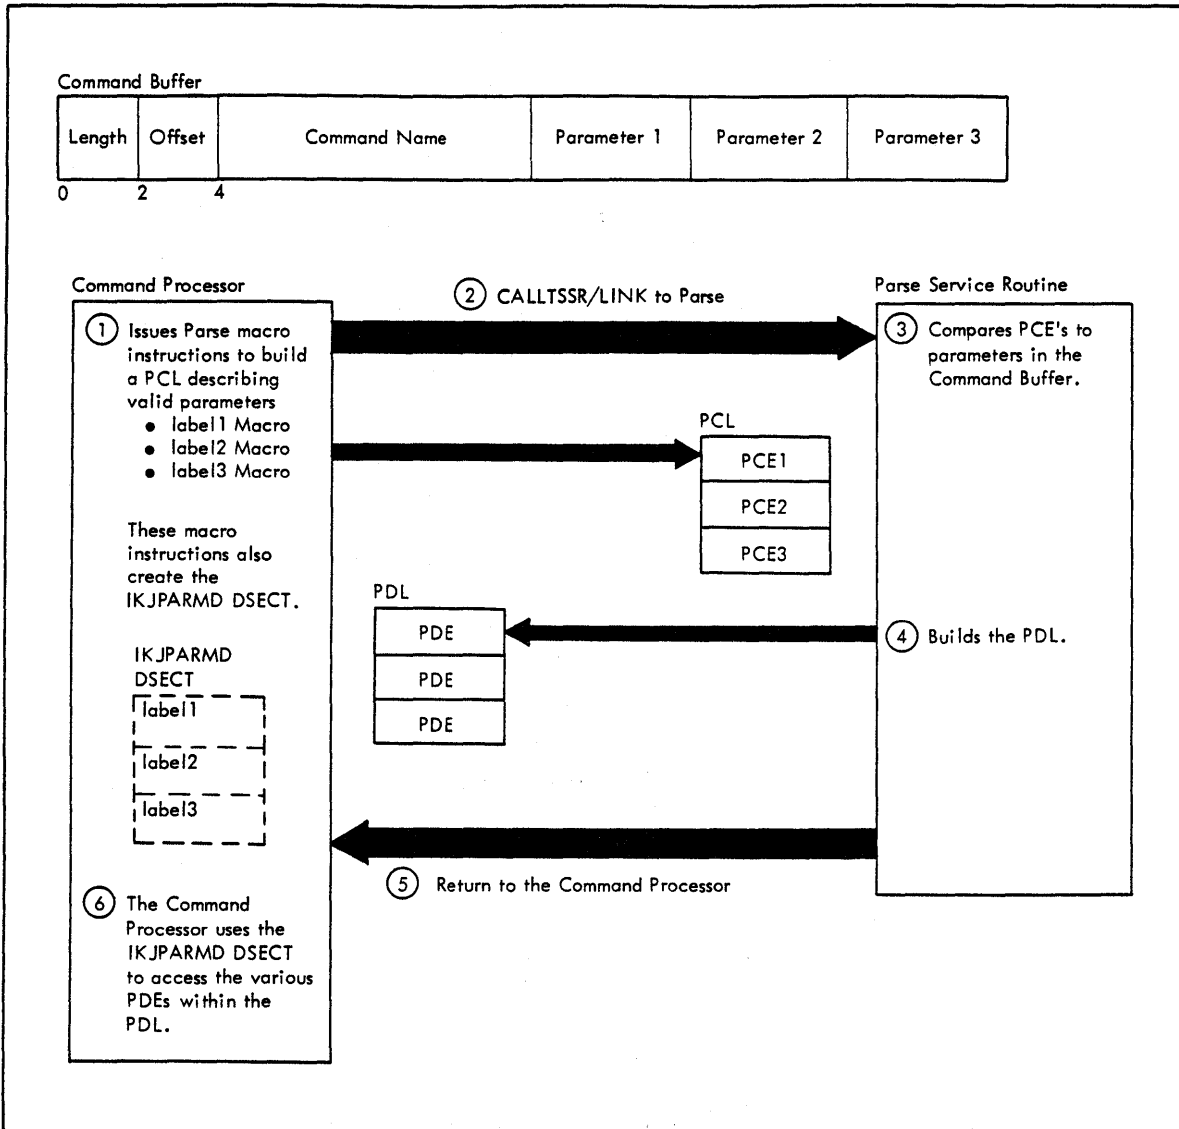 Command Buffer
Length Offset Command Name Parameter 1 Parameter 2 Parameter 3
0 2 4
Command Processor
1 Issues Parse macro
instructions to build
a PCL describing
valid parameters
• label1 Macro
• label2 Macro
• label3 Macro
These macro
instructions also
create the
IKJPARMD DSECT.
IKJPARMD
DSECT
label1
label2
label3
6 The Command
Processor uses the
IKJPARMD DSECT
to access the various
PDEs within the
PDL.
2 CALLTSSR/LINK to Parse
PCL
PCE1
PCE2
PCE3
PDL
PDE
PDE
PDE
5 Return to the Command Processor
Parse Service Routine
3 Compares PCE's to
parameters in the
Command Buffer.
4 Builds the PDL.